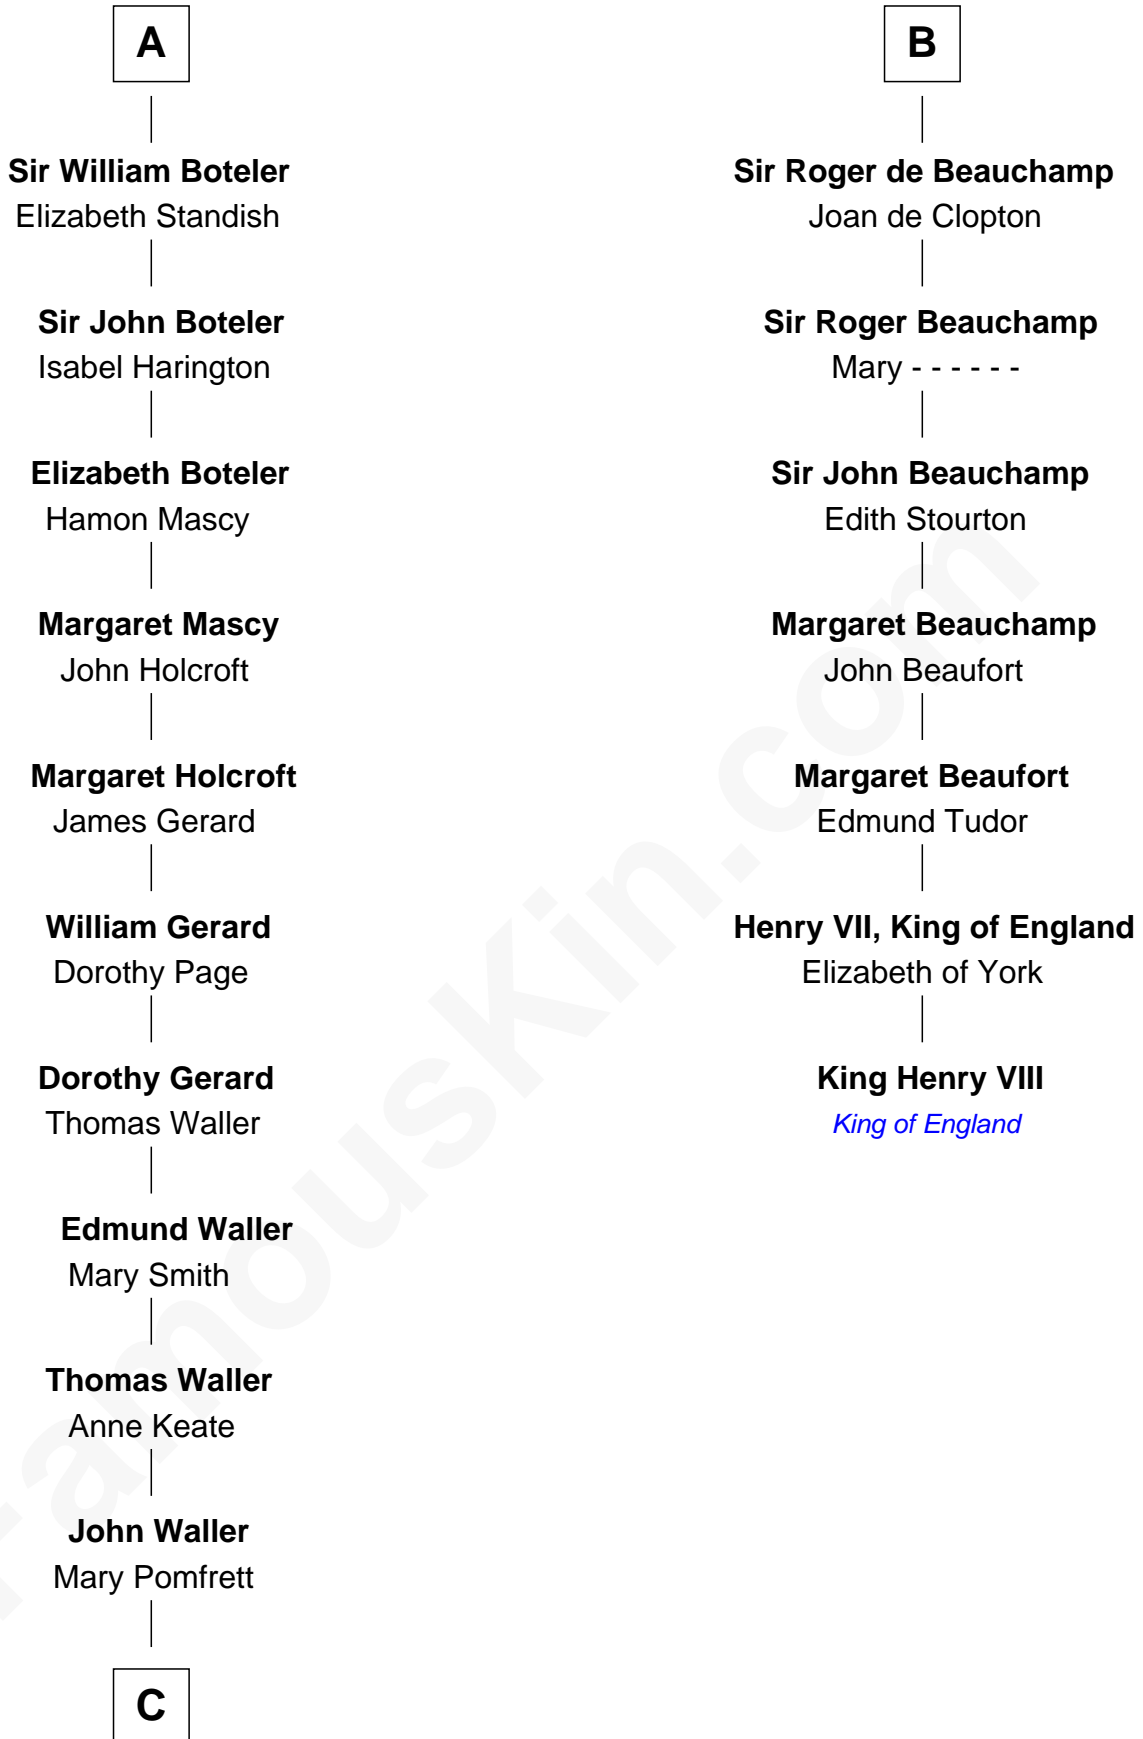 A
Sir William Boteler
Elizabeth Standish
Sir John Boteler
Isabel Harington
Elizabeth Boteler
Hamon Mascy
Margaret Mascy
John Holcroft
Margaret Holcroft
James Gerard
William Gerard
Dorothy Page
Dorothy Gerard
Thomas Waller
Edmund Waller
Mary Smith
Thomas Waller
Anne Keate
John Waller
Mary Pomfrett
C
B
Sir Roger de Beauchamp
Joan de Clopton
Sir Roger Beauchamp
Mary - - - - - -
Sir John Beauchamp
Edith Stourton
Margaret Beauchamp
John Beaufort
Margaret Beaufort
Edmund Tudor
Henry VII, King of England
Elizabeth of York
King Henry VIII
King of England
FamousKin.com